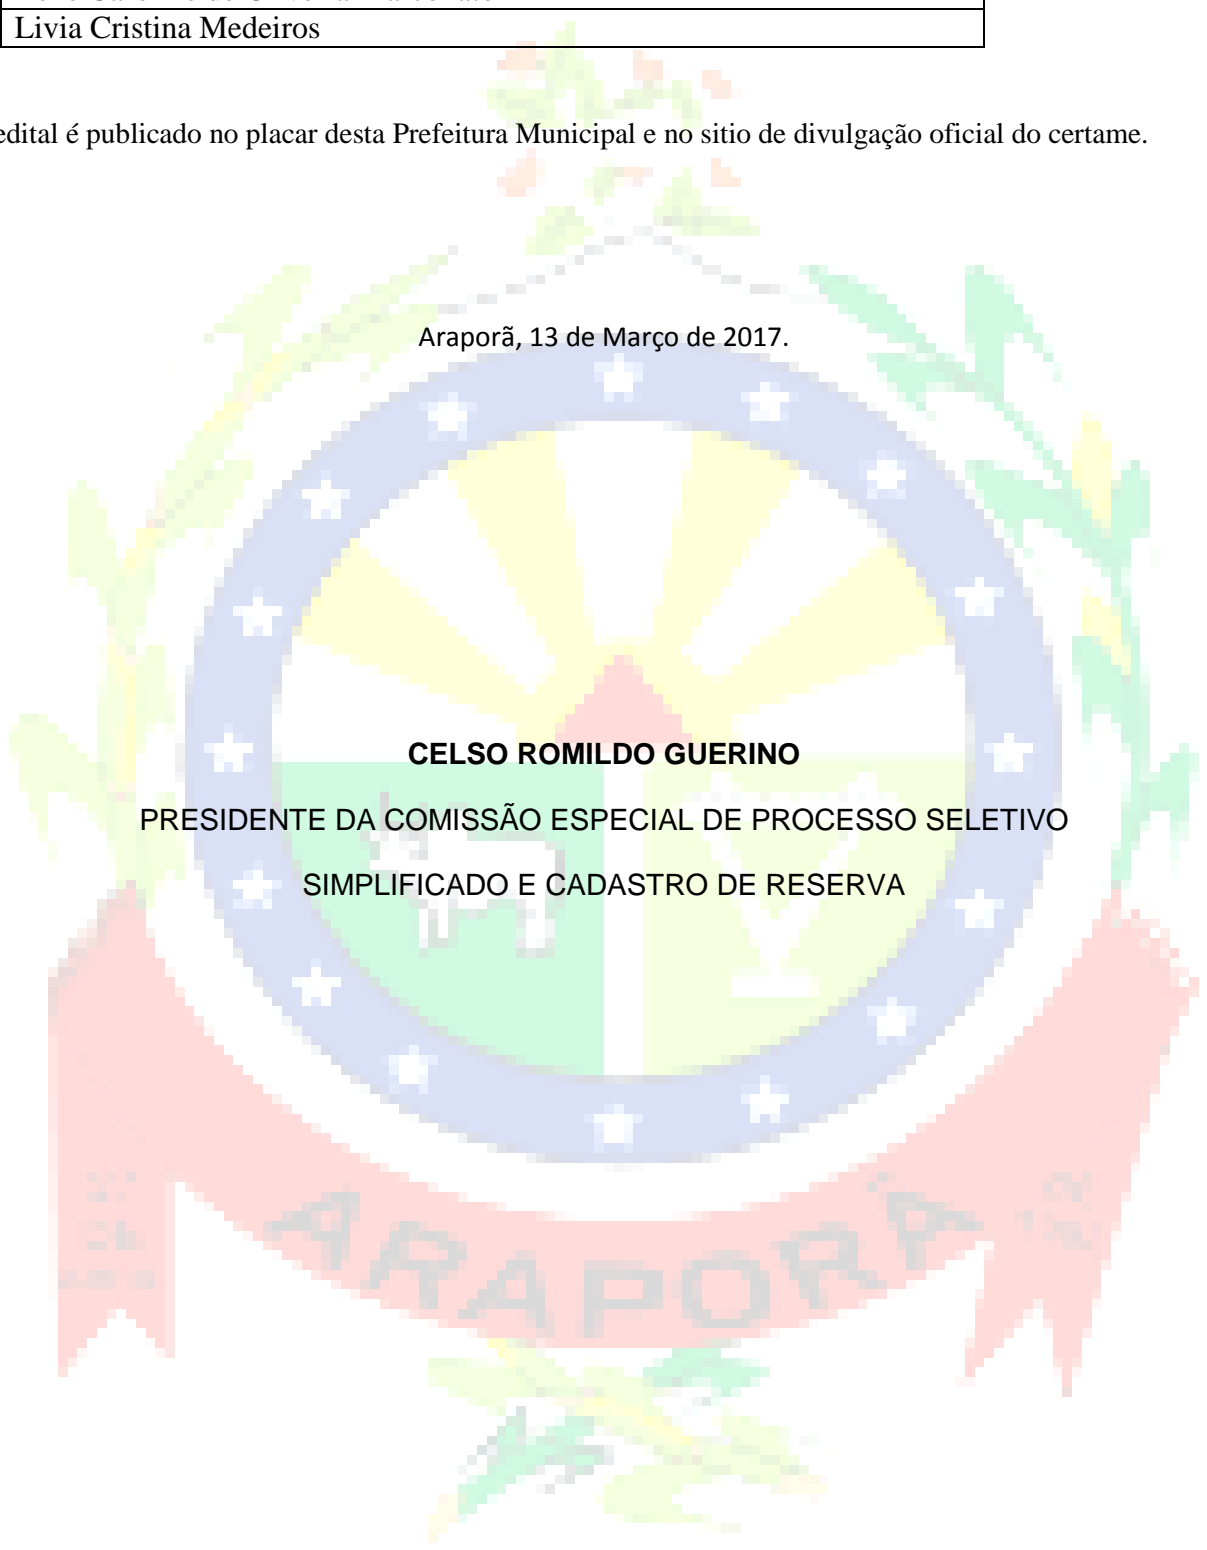 Livia Cristina Medeiros
edital é publicado no placar desta Prefeitura Municipal e no sitio de divulgação oficial do certame.
Araporã, 13 de Março de 2017.
CELSO ROMILDO GUERINO
PRESIDENTE DA COMISSÃO ESPECIAL DE PROCESSO SELETIVO
SIMPLIFICADO E CADASTRO DE RESERVA
ARAPORÃ